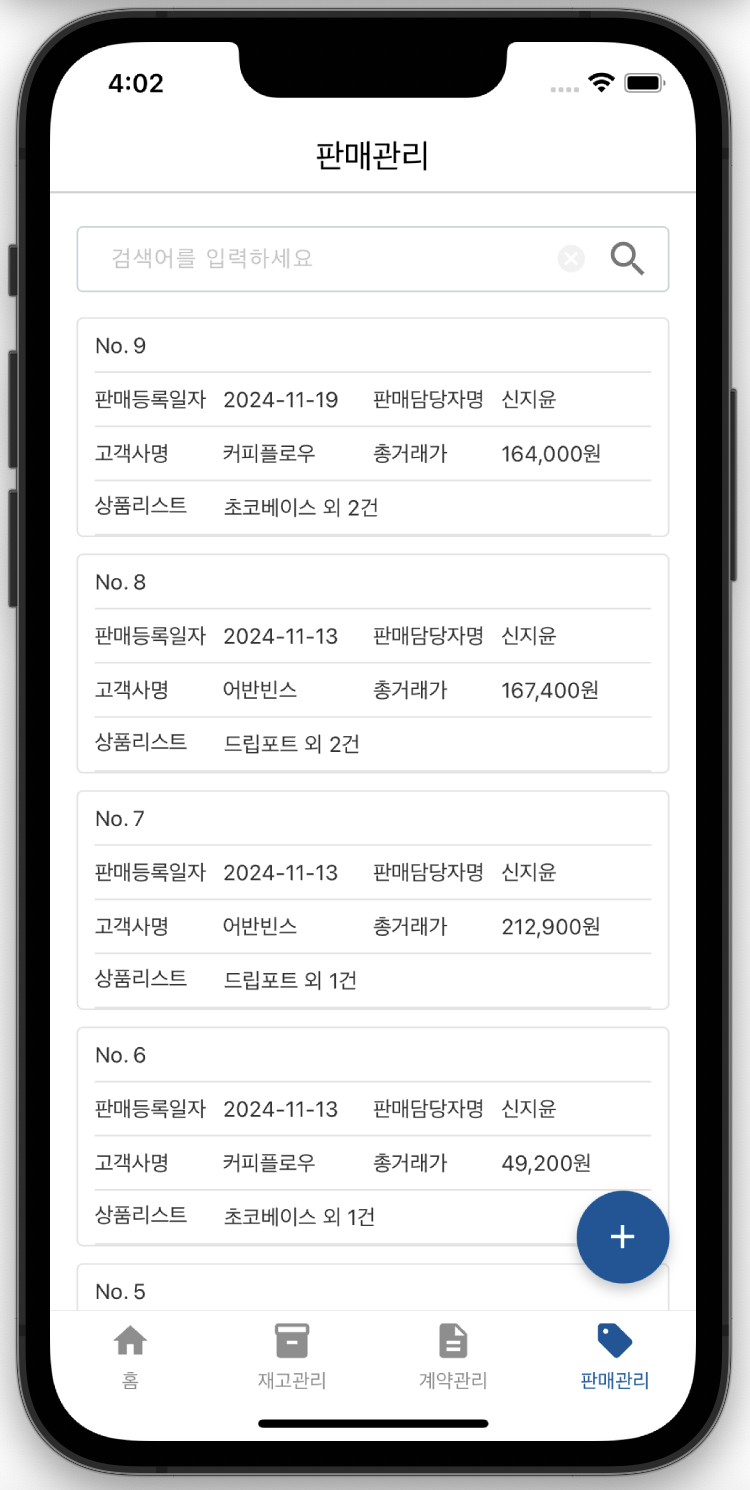 4:02
판매관리
검색어를 입력하세요
No. 9
판매등록일자 2024-11-19 판매담당자명 신지윤
고객사명 커피플로우 총거래가 164,000원
상품리스트 초코베이스 외 2건
No. 8
판매등록일자 2024-11-13 판매담당자명 신지윤
고객사명 어반빈스 총거래가 167,400원
상품리스트 드립포트 외 2건
No. 7
판매등록일자 2024-11-13 판매담당자명 신지윤
고객사명 어반빈스 총거래가 212,900원
상품리스트 드립포트 외 1건
No. 6
판매등록일자 2024-11-13 판매담당자명 신지윤
고객사명 커피플로우 총거래가 49,200원
상품리스트 초코베이스 외 1건
No. 5
홈 재고관리 계약관리 판매관리